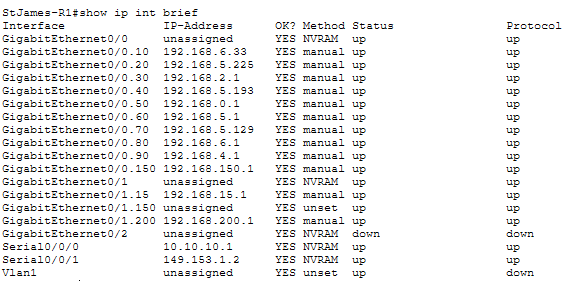 StJames-R1#show ip int brief
Interface IP-Address OK? Method Status Protocol
GigabitEthernet0/0 unassigned YES NVRAM up up
GigabitEthernet0/0.10 192.168.6.33 YES manual up up
GigabitEthernet0/0.20 192.168.5.225 YES manual up up
GigabitEthernet0/0.30 192.168.2.1 YES manual up up
GigabitEthernet0/0.40 192.168.5.193 YES manual up up
GigabitEthernet0/0.50 192.168.0.1 YES manual up up
GigabitEthernet0/0.60 192.168.5.1 YES manual up up
GigabitEthernet0/0.70 192.168.5.129 YES manual up up
GigabitEthernet0/0.80 192.168.6.1 YES manual up up
GigabitEthernet0/0.90 192.168.4.1 YES manual up up
GigabitEthernet0/0.150 192.168.150.1 YES manual up up
GigabitEthernet0/1 unassigned YES NVRAM up up
GigabitEthernet0/1.15 192.168.15.1 YES manual up up
GigabitEthernet0/1.150 unassigned YES unset up up
GigabitEthernet0/1.200 192.168.200.1 YES manual up up
GigabitEthernet0/2 unassigned YES NVRAM down down
Serial0/0/0 10.10.10.1 YES NVRAM up up
Serial0/0/1 149.153.1.2 YES NVRAM up up
Vlan1 unassigned YES unset up down